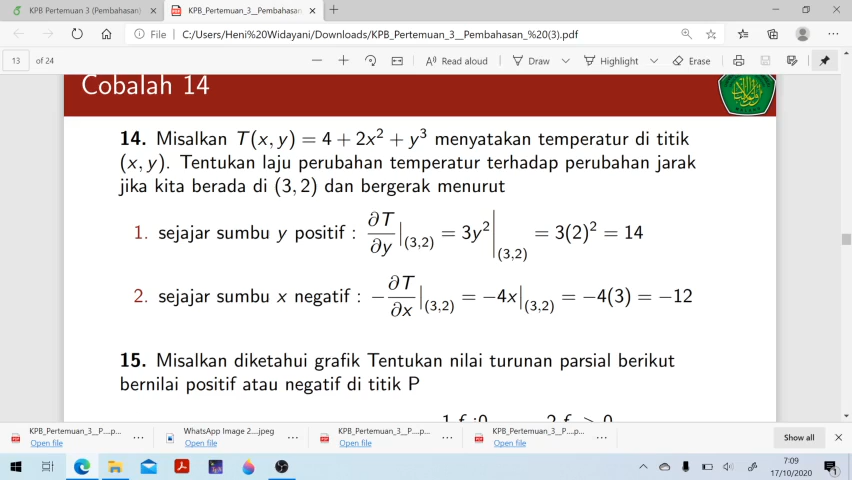 KPB Pertemuan 3 (Pembahasan)
KPB_Pertemuan_3__Pembahasan_
File | C:/Users/Heni%20Widayani/Downloads/KPB_Pertemuan_3__Pembahasan_%20(3).pdf
13 of 24 Read aloud Draw Highlight Erase
Cobalah 14
14. Misalkan T(x, y) = 4 + 2x² + y³ menyatakan temperatur di titik
(x, y). Tentukan laju perubahan temperatur terhadap perubahan jarak
jika kita berada di (3, 2) dan bergerak menurut
1. sejajar sumbu y positif : ∂T/∂y|(3,2) = 3y²|(3,2) = 3(2)² = 14
2. sejajar sumbu x negatif : −∂T/∂x|(3,2) = −4x|(3,2) = −4(3) = −12
15. Misalkan diketahui grafik Tentukan nilai turunan parsial berikut
bernilai positif atau negatif di titik P
KPB_Pertemuan_3__P....p... WhatsApp Image 2....jpeg KPB_Pertemuan_3__P....p... KPB_Pertemuan_3__P....p... Show all
Open file Open file Open file Open file
7:09
17/10/2020